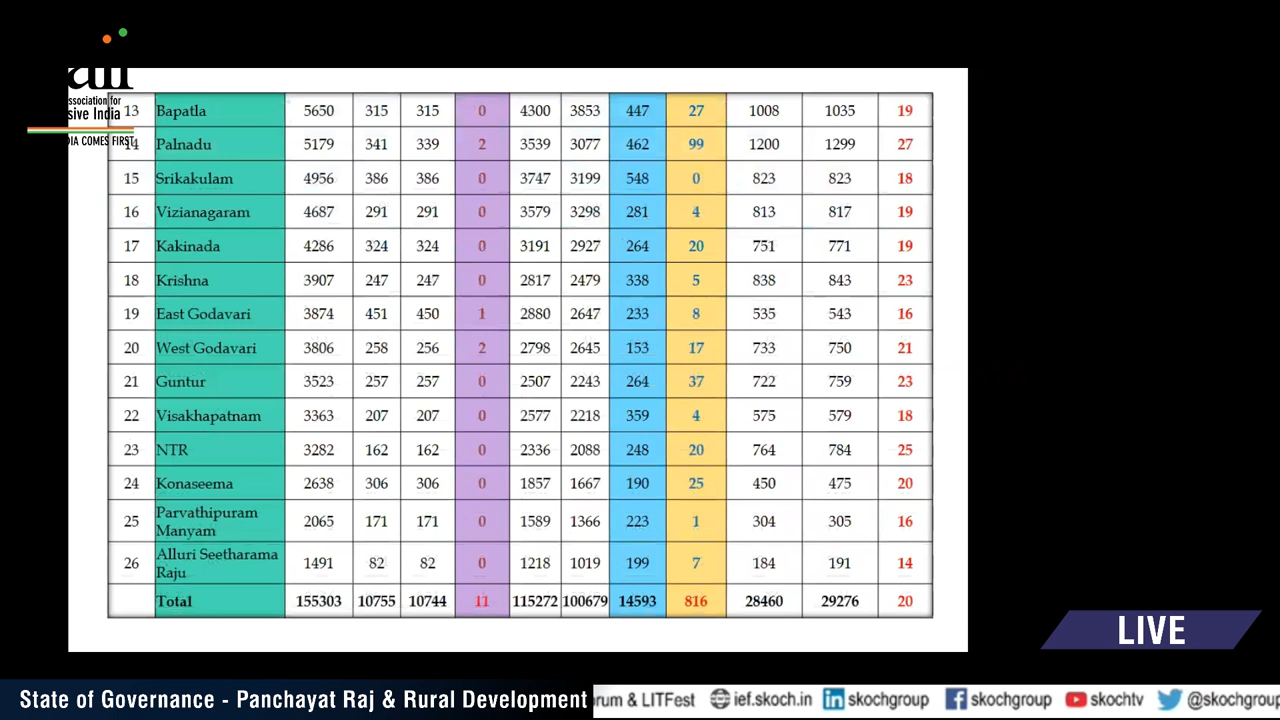 ssociation for
sive India
DIA COMES FIRST
13 Bapatla 5650 315 315 0 4300 3853 447 27 1008 1035 19
14 Palnadu 5179 341 339 2 3539 3077 462 99 1200 1299 27
15 Srikakulam 4956 386 386 0 3747 3199 548 0 823 823 18
16 Vizianagaram 4687 291 291 0 3579 3298 281 4 813 817 19
17 Kakinada 4286 324 324 0 3191 2927 264 20 751 771 19
18 Krishna 3907 247 247 0 2817 2479 338 5 838 843 23
19 East Godavari 3874 451 450 1 2880 2647 233 8 535 543 16
20 West Godavari 3806 258 256 2 2798 2645 153 17 733 750 21
21 Guntur 3523 257 257 0 2507 2243 264 37 722 759 23
22 Visakhapatnam 3363 207 207 0 2577 2218 359 4 575 579 18
23 NTR 3282 162 162 0 2336 2088 248 20 764 784 25
24 Konaseema 2638 306 306 0 1857 1667 190 25 450 475 20
25 Parvathipuram
Manyam 2065 171 171 0 1589 1366 223 1 304 305 16
26 Alluri Seetharama
Raju 1491 82 82 0 1218 1019 199 7 184 191 14
Total 155303 10755 10744 11 115272 100679 14593 816 28460 29276 20
LIVE
State of Governance - Panchayat Raj & Rural Development rum & LITFest ief.skoch.in skochgroup skochgroup skochtv @skochgroup